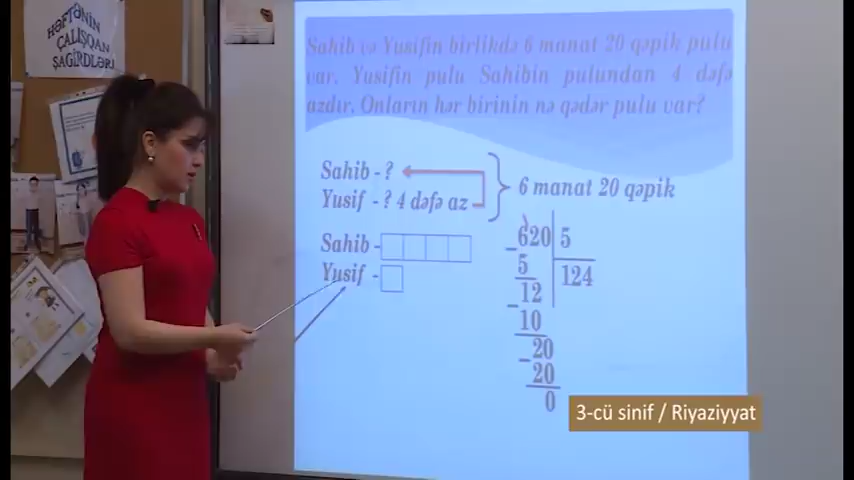 HƏFTƏNİN
ÇALIŞQAN
ŞAGİRDLƏRİ
Sahib və Yusifin birlikdə 6 manat 20 qəpik pulu
var. Yusifin pulu Sahibin pulundan 4 dəfə
azdır. Onların hər birinin nə qədər pulu var?
Sahib - ?
Yusif - ? 4 dəfə az
6 manat 20 qəpik
Sahib -
Yusif -
620 5
5 124
12
10
20
20
0
3-cü sinif / Riyaziyyat